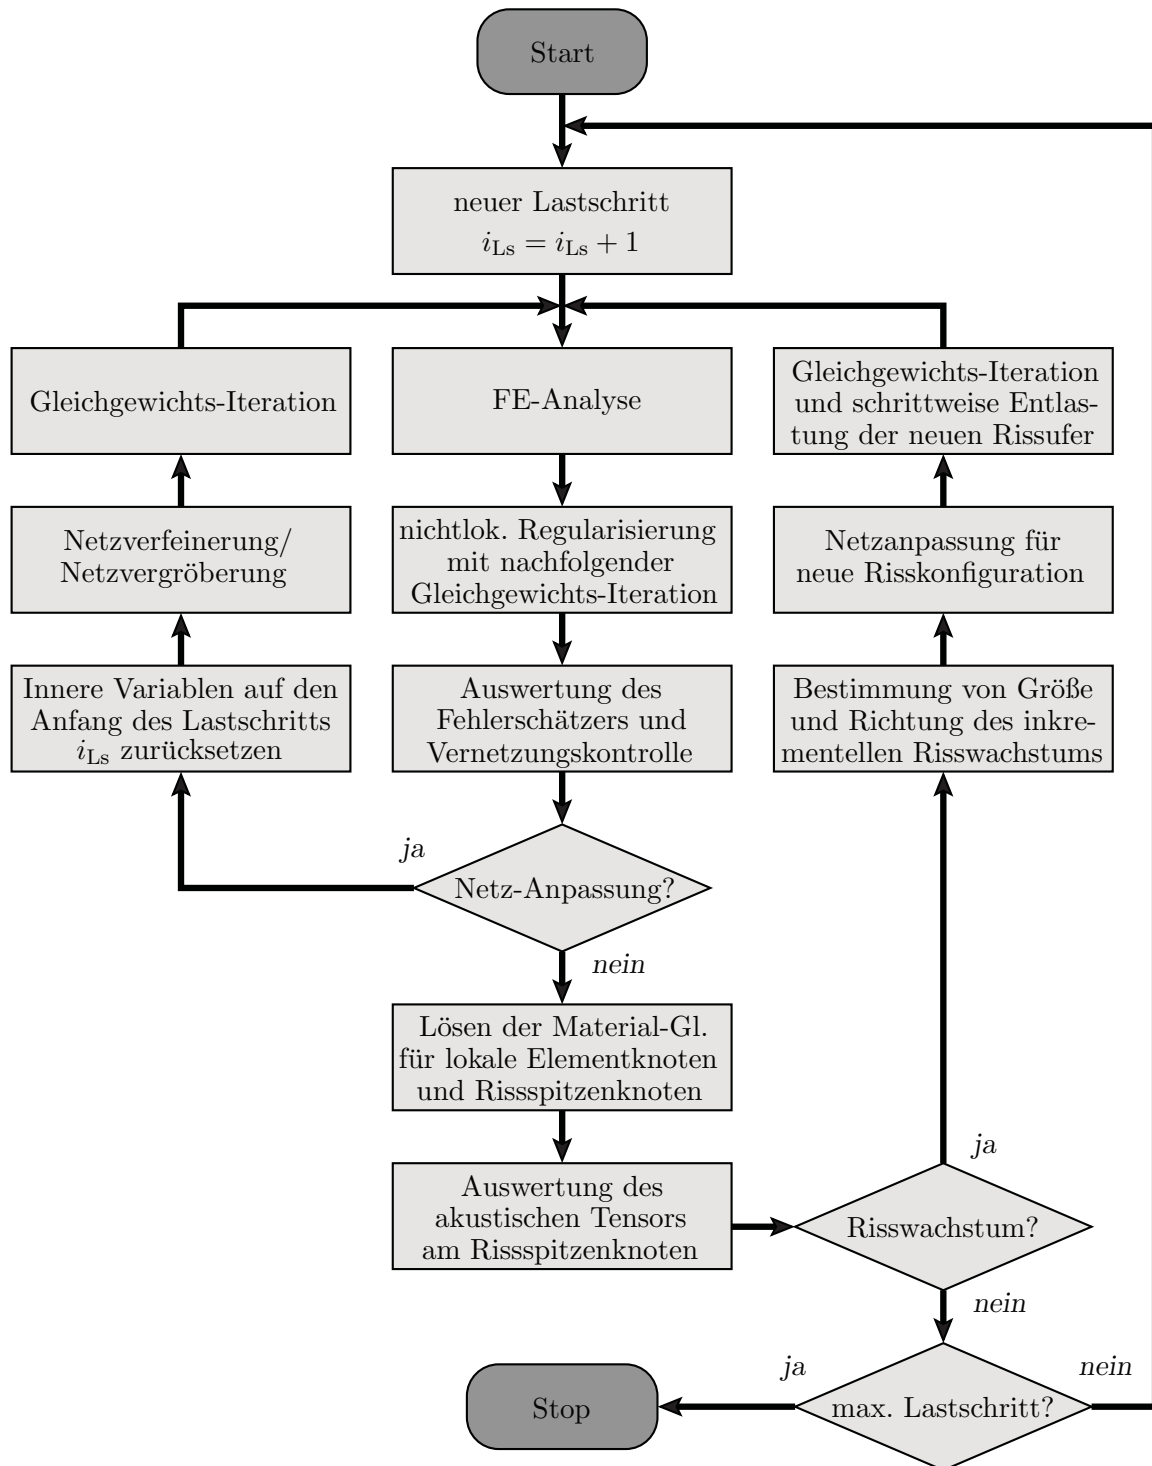 Start
neuer Lastschritt
i_Ls = i_Ls + 1
Gleichgewichts-Iteration
FE-Analyse
Gleichgewichts-Iteration
und schrittweise Entlas-
tung der neuen Rissufer
Netzverfeinerung/
Netzvergröberung
nichtlok. Regularisierung
mit nachfolgender
Gleichgewichts-Iteration
Netzanpassung für
neue Risskonfiguration
Innere Variablen auf den
Anfang des Lastschritts
i_Ls zurücksetzen
Auswertung des
Fehlerschätzers und
Vernetzungskontrolle
Bestimmung von Größe
und Richtung des inkre-
mentellen Risswachstums
ja
Netz-Anpassung?
nein
Lösen der Material-Gl.
für lokale Elementknoten
und Rissspitzenknoten
Auswertung des
akustischen Tensors
am Rissspitzenknoten
ja
Risswachstum?
nein
ja
nein
Stop
max. Lastschritt?